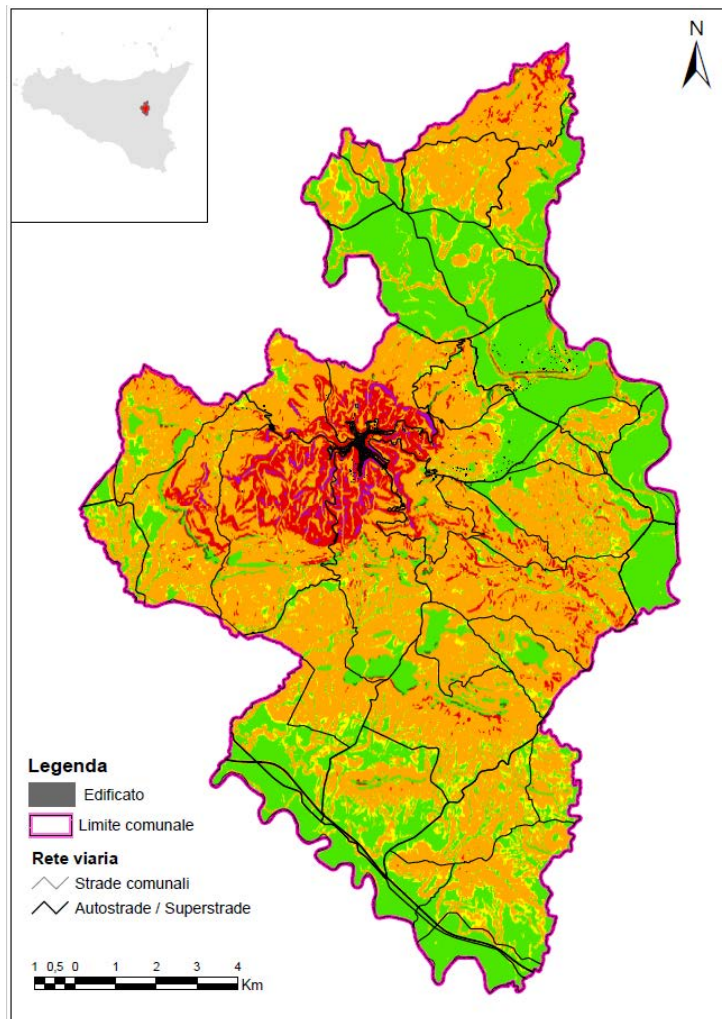 N
Legenda
Edificato
Limite comunale
Rete viaria
Strade comunali
Autostrade / Superstrade
1 0,5 0 1 2 3 4
Km